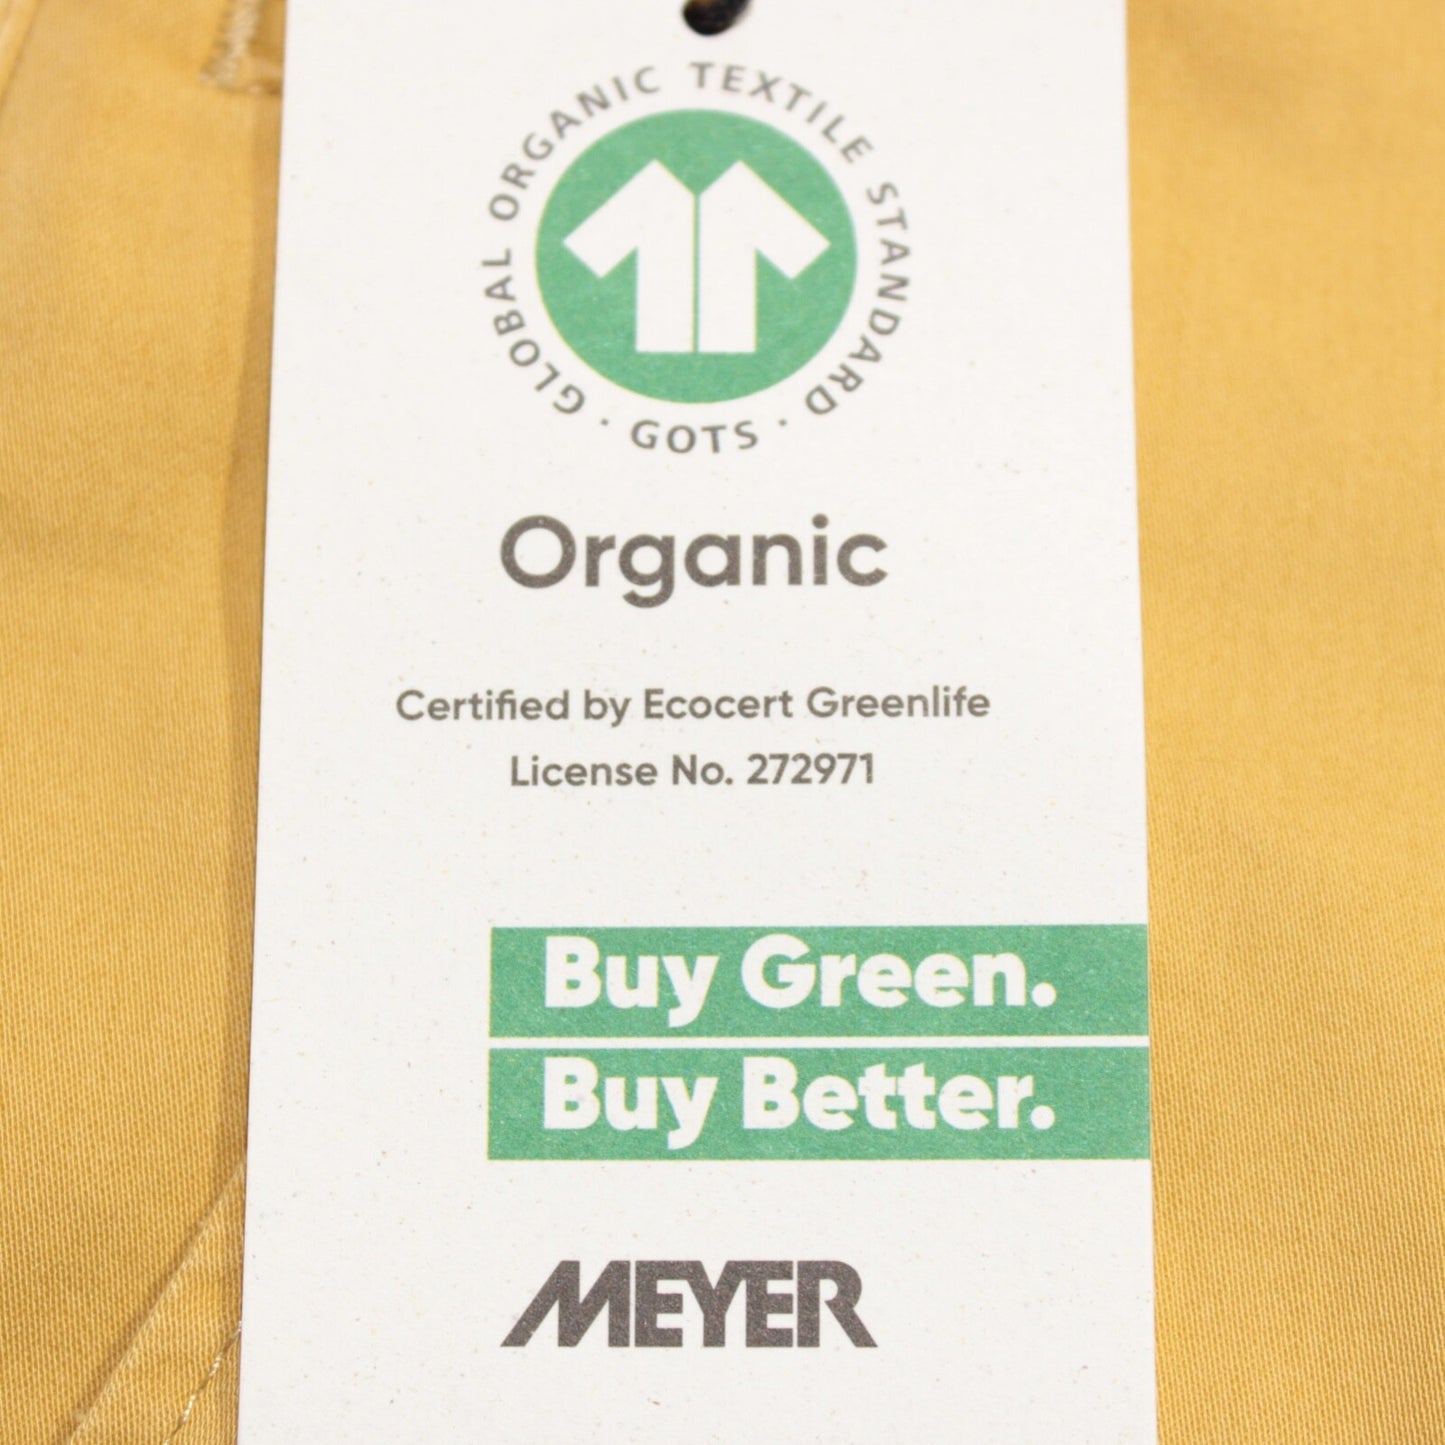 GLOBAL ORGANIC TEXTILE STANDARD · GOTS ·
Organic
Certified by Ecocert Greenlife
License No. 272971
Buy Green.
Buy Better.
MEYER